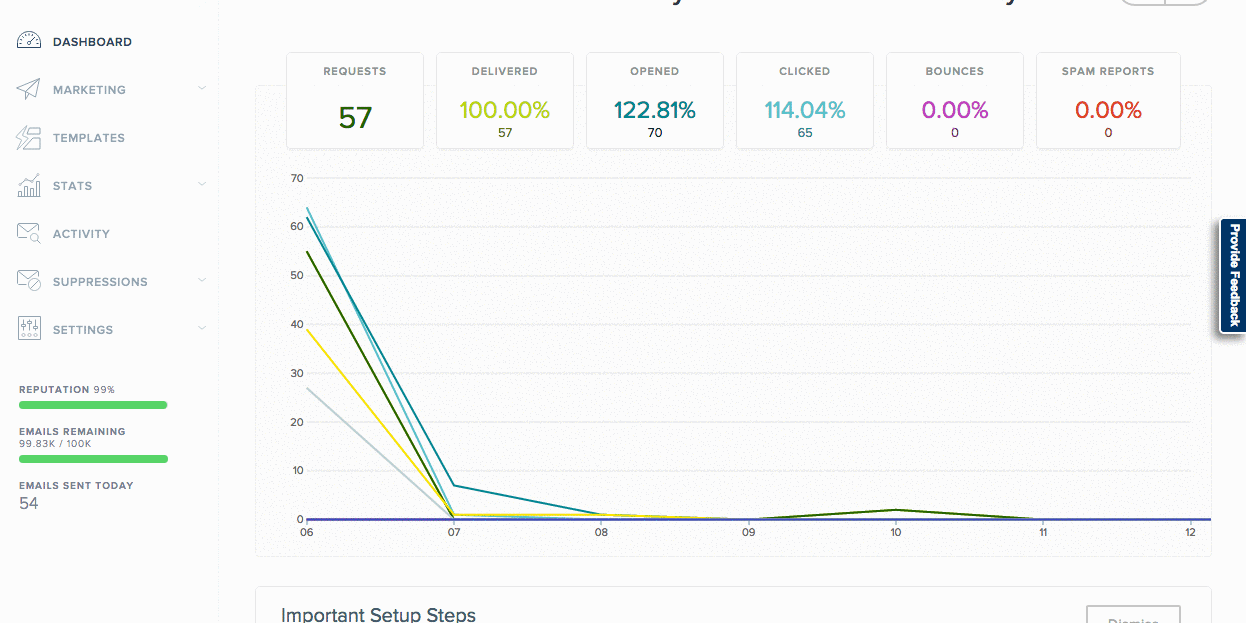 DASHBOARD
MARKETING
TEMPLATES
STATS
ACTIVITY
SUPPRESSIONS
SETTINGS
REPUTATION 99%
EMAILS REMAINING
99.83K / 100K
EMAILS SENT TODAY
54
REQUESTS
57
DELIVERED
100.00%
57
OPENED
122.81%
70
CLICKED
114.04%
65
BOUNCES
0.00%
0
SPAM REPORTS
0.00%
0
70
60
50
40
30
20
10
0
06 07 08 09 10 11 12
Provide Feedback
Important Setup Steps
Dismiss